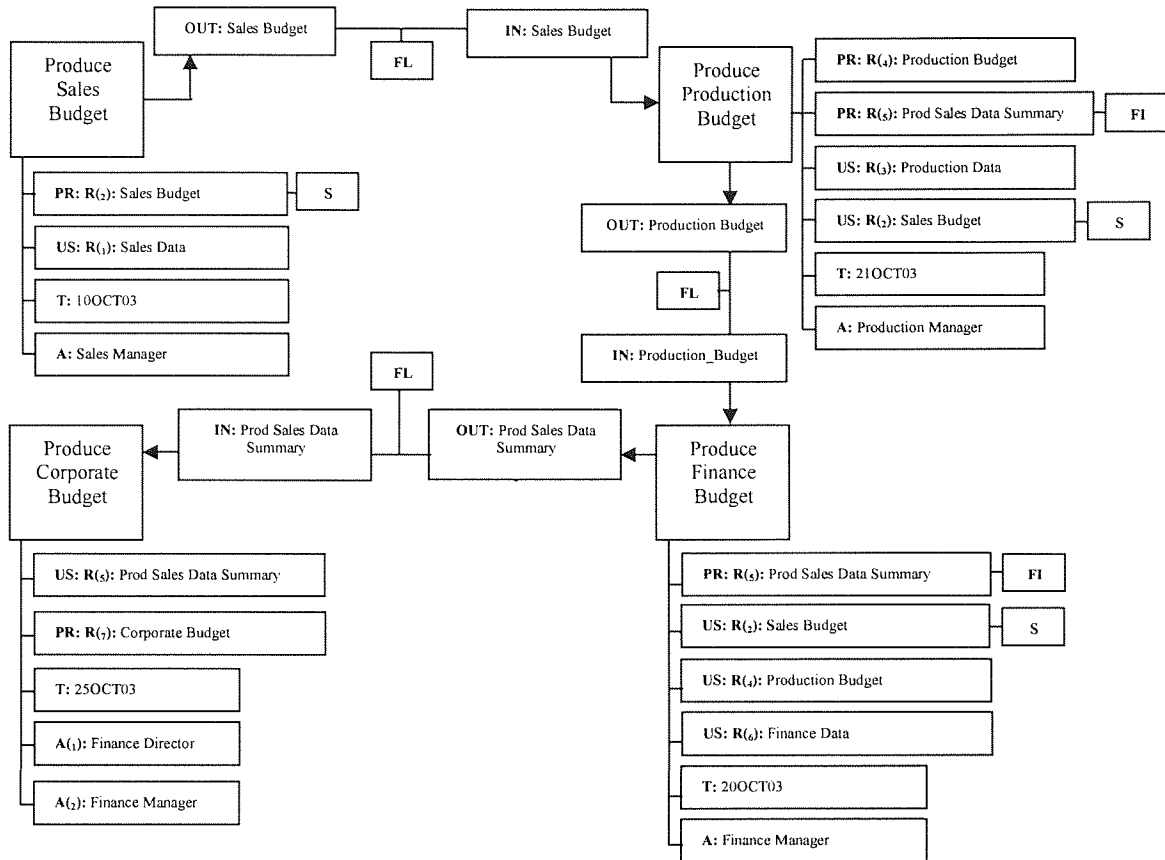 OUT: Sales Budget
FL
IN: Sales Budget
Produce
Sales
Budget
PR: R(2): Sales Budget
S
US: R(1): Sales Data
T: 10OCT03
A: Sales Manager
Produce
Production
Budget
PR: R(4): Production Budget
PR: R(5): Prod Sales Data Summary
FI
US: R(3): Production Data
US: R(2): Sales Budget
S
T: 21OCT03
A: Production Manager
OUT: Production Budget
FL
IN: Production_Budget
Produce
Finance
Budget
PR: R(5): Prod Sales Data Summary
FI
US: R(2): Sales Budget
S
US: R(4): Production Budget
US: R(6): Finance Data
T: 20OCT03
A: Finance Manager
OUT: Prod Sales Data
Summary
FL
IN: Prod Sales Data
Summary
Produce
Corporate
Budget
US: R(5): Prod Sales Data Summary
PR: R(7): Corporate Budget
T: 25OCT03
A(1): Finance Director
A(2): Finance Manager